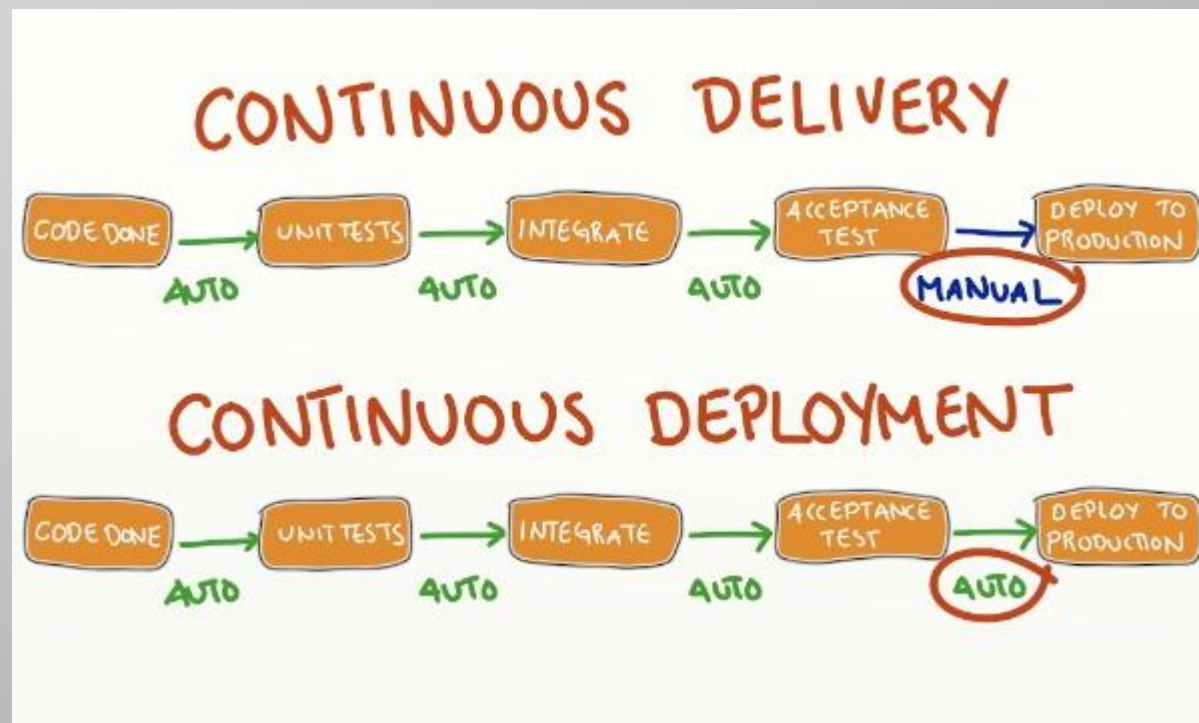 CONTINUOUS DELIVERY
CODE DONE
AUTO
UNIT TESTS
AUTO
INTEGRATE
AUTO
ACCEPTANCE
TEST
MANUAL
DEPLOY TO
PRODUCTION
CONTINUOUS DEPLOYMENT
CODE DONE
AUTO
UNIT TESTS
AUTO
INTEGRATE
AUTO
ACCEPTANCE
TEST
AUTO
DEPLOY TO
PRODUCTION